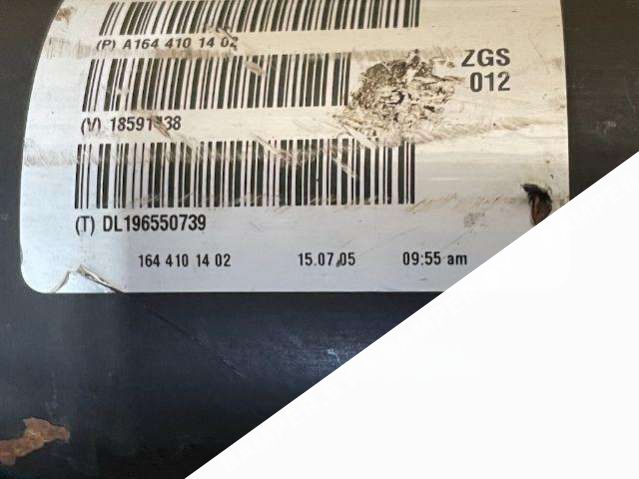 (P) A164 410 14 02
ZGS
012
(V)
(T) DL196550739
164 410 14 02 15.07.05 09:55 am